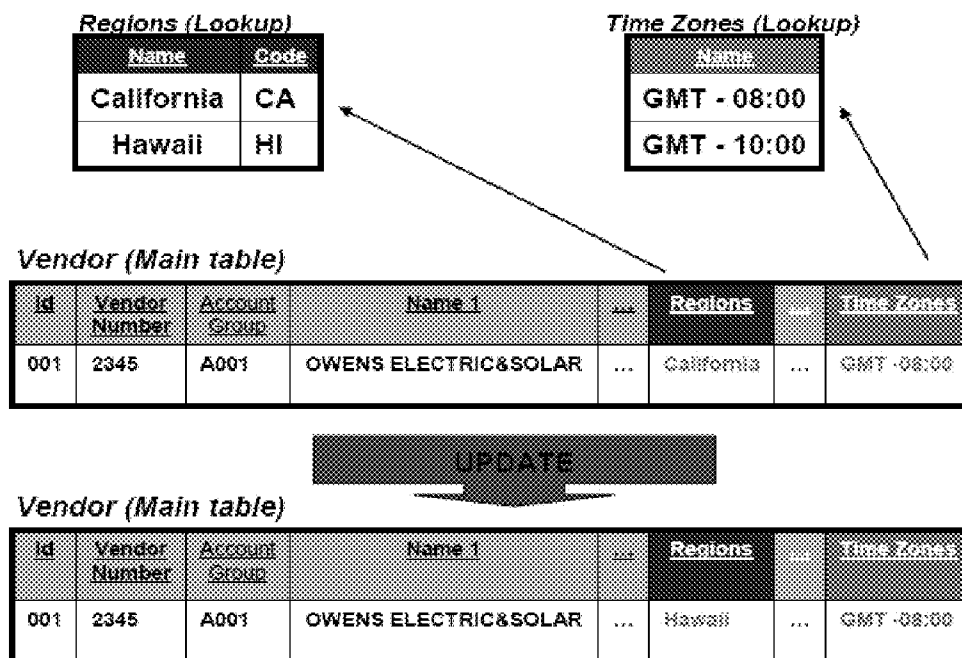 Regions (Lookup)
Time Zones (Lookup)
Name Code
Name
California CA
GMT - 08:00
Hawaii HI
GMT - 10:00
Vendor (Main table)
Id Vendor Number Account Group Name 1 ... Regions ... Time Zones
001 2345 A001 OWENS ELECTRIC&SOLAR ... California ... GMT -08:00
UPDATE
Vendor (Main table)
Id Vendor Number Account Group Name 1 ... Regions ... Time Zones
001 2345 A001 OWENS ELECTRIC&SOLAR ... Hawaii ... GMT -08:00